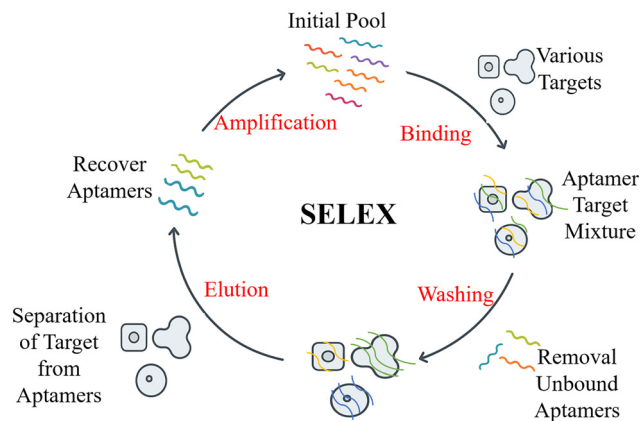 Initial Pool
Various
Targets
Amplification
Binding
Recover
Aptamers
SELEX
Aptamer
Target
Mixture
Elution
Washing
Separation
of Target
from
Aptamers
Removal
Unbound
Aptamers